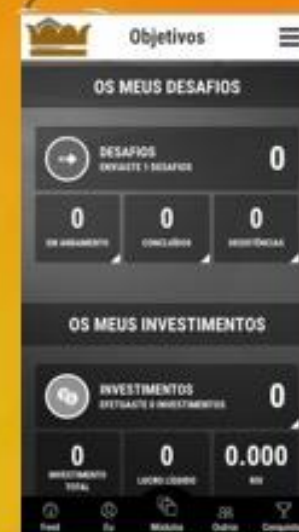 Objetivos
OS MEUS DESAFIOS
DESAFIOS
ENVIASTE 1 DESAFIOS
0
0
0
0
EM ANDAMENTO
CONCLUÍDOS
DESISTÊNCIAS
OS MEUS INVESTIMENTOS
INVESTIMENTOS
EFETUASTE 0 INVESTIMENTOS
0
0
0
0.000
INVESTIMENTO
TOTAL
LUCRO LÍQUIDO
Feed
Eu
Módulos
Outros